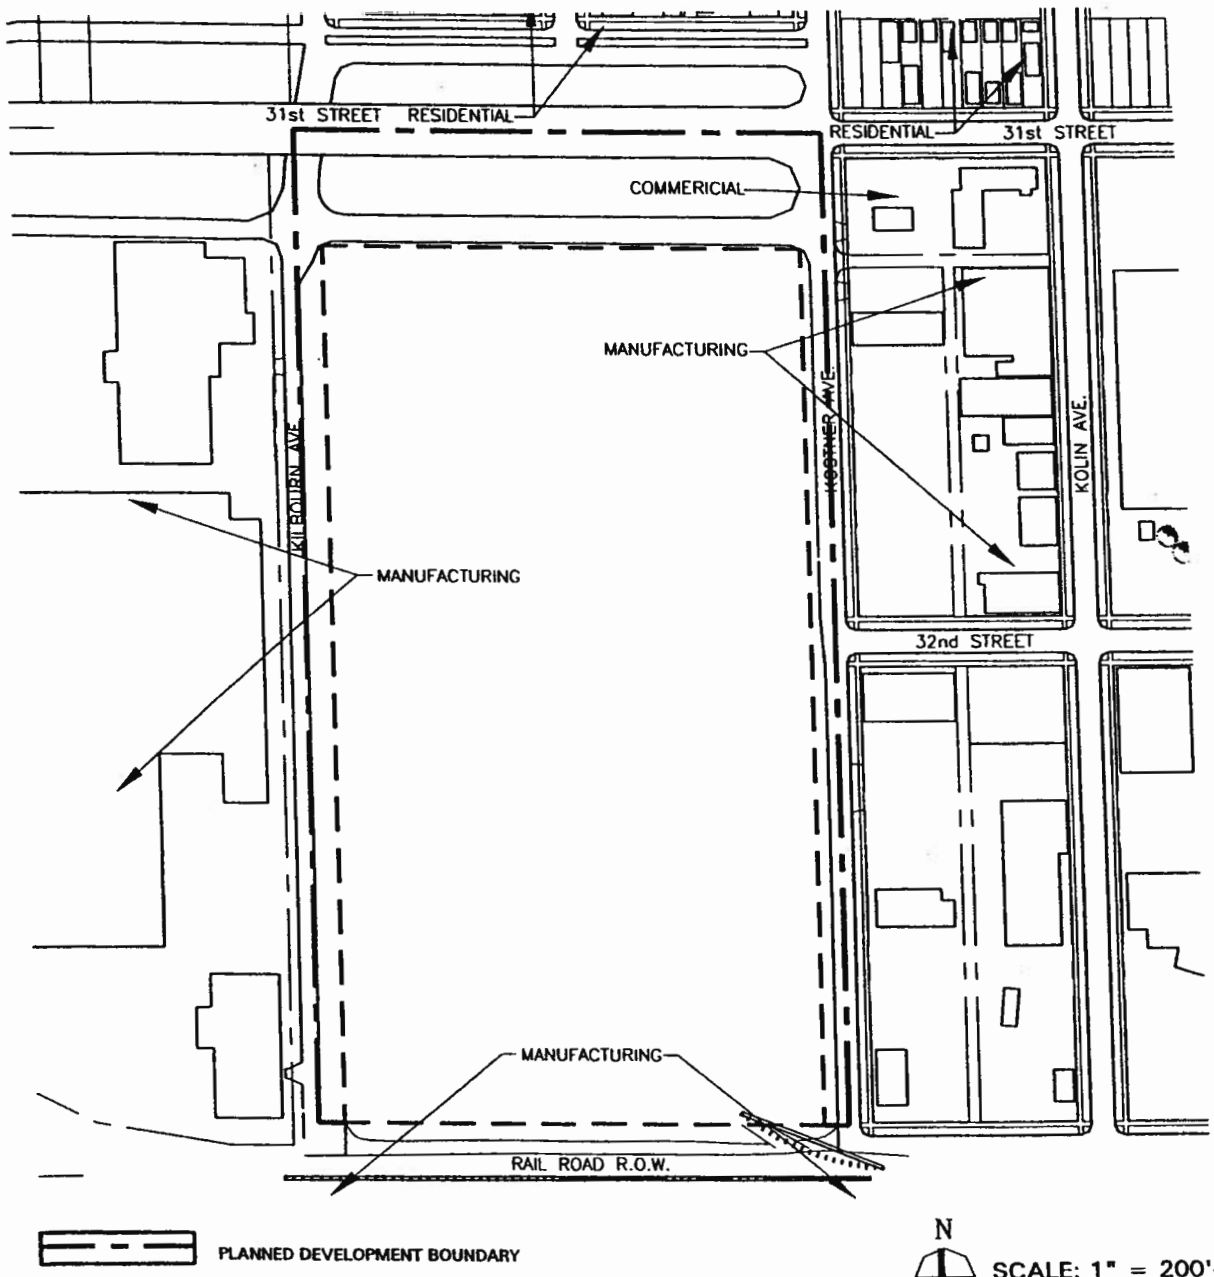 31st STREET
RESIDENTIAL
RESIDENTIAL
31st STREET
COMMERICIAL
MANUFACTURING
KILBOURN AVE.
KOSTNER AVE.
KOLIN AVE.
MANUFACTURING
32nd STREET
MANUFACTURING
RAIL ROAD R.O.W.
PLANNED DEVELOPMENT BOUNDARY
N
SCALE: 1" = 200'